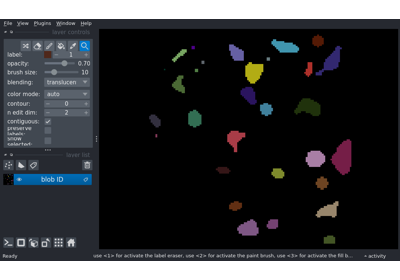 File View Plugins Window Help
layer controls
label: 1
opacity: 0.70
brush size: 10
blending: translucen
color mode: auto
contour: 0
n edit dim: 2
contiguous:
preserve
labels:
show
selected:
layer list
blob ID
Ready
use <1> for activate the label eraser, use <2> for activate the paint brush, use <3> for activate the fill b...
activity